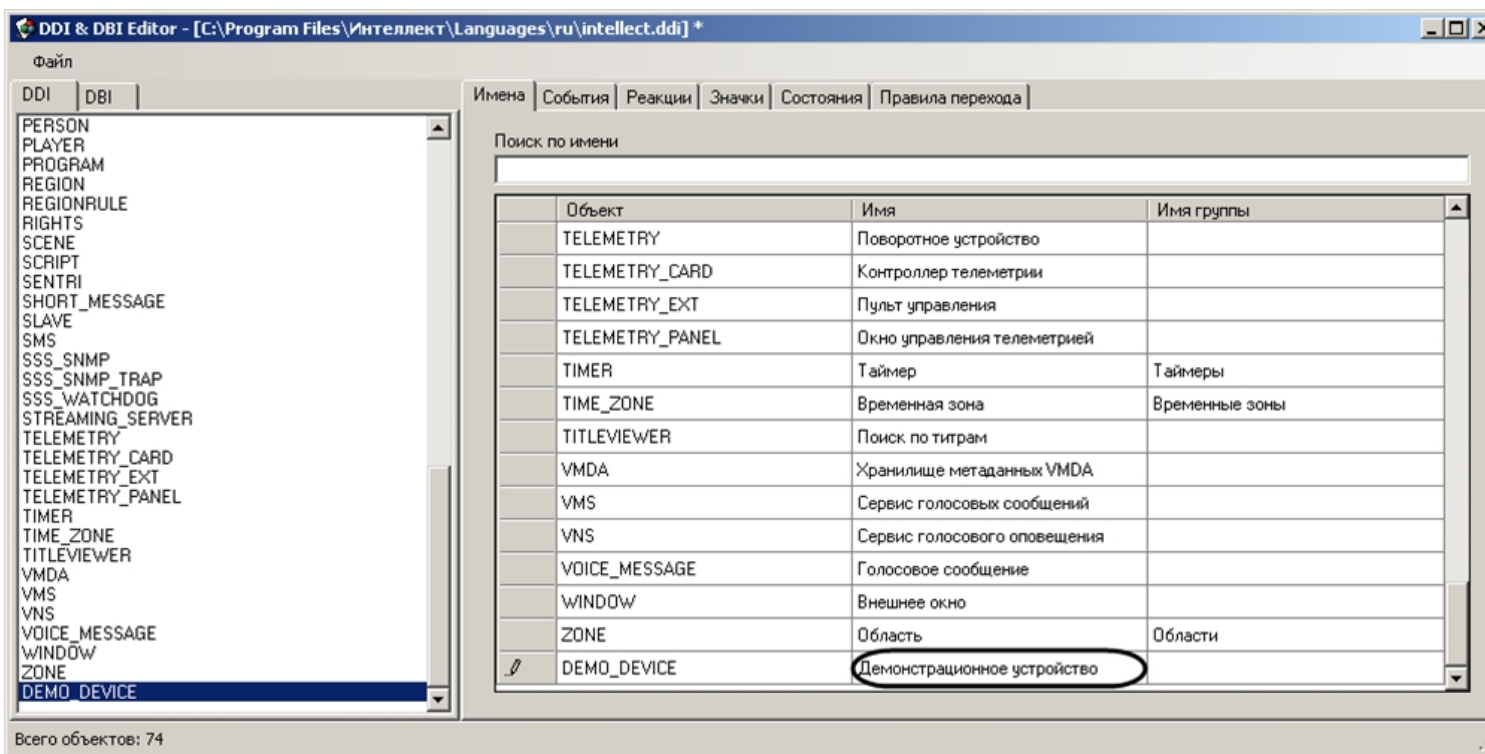 DDI & DBI Editor - [C:\Program Files\Интеллект\Languages\ru\intellect.ddi] *
Файл
DDI DBI
PERSON
PLAYER
PROGRAM
REGION
REGIONRULE
RIGHTS
SCENE
SCRIPT
SENTRI
SHORT_MESSAGE
SLAVE
SMS
SSS_SNMP
SSS_SNMP_TRAP
SSS_WATCHDOG
STREAMING_SERVER
TELEMETRY
TELEMETRY_CARD
TELEMETRY_EXT
TELEMETRY_PANEL
TIMER
TIME_ZONE
TITLEVIEWER
VMDA
VMS
VNS
VOICE_MESSAGE
WINDOW
ZONE
DEMO_DEVICE
Имена События Реакции Значки Состояния Правила перехода
Поиск по имени
Объект Имя Имя группы
TELEMETRY Поворотное устройство
TELEMETRY_CARD Контроллер телеметрии
TELEMETRY_EXT Пульт управления
TELEMETRY_PANEL Окно управления телеметрией
TIMER Таймер Таймеры
TIME_ZONE Временная зона Временные зоны
TITLEVIEWER Поиск по титрам
VMDA Хранилище метаданных VMDA
VMS Сервис голосовых сообщений
VNS Сервис голосового оповещения
VOICE_MESSAGE Голосовое сообщение
WINDOW Внешнее окно
ZONE Область Области
DEMO_DEVICE Демонстрационное устройство
Всего объектов: 74